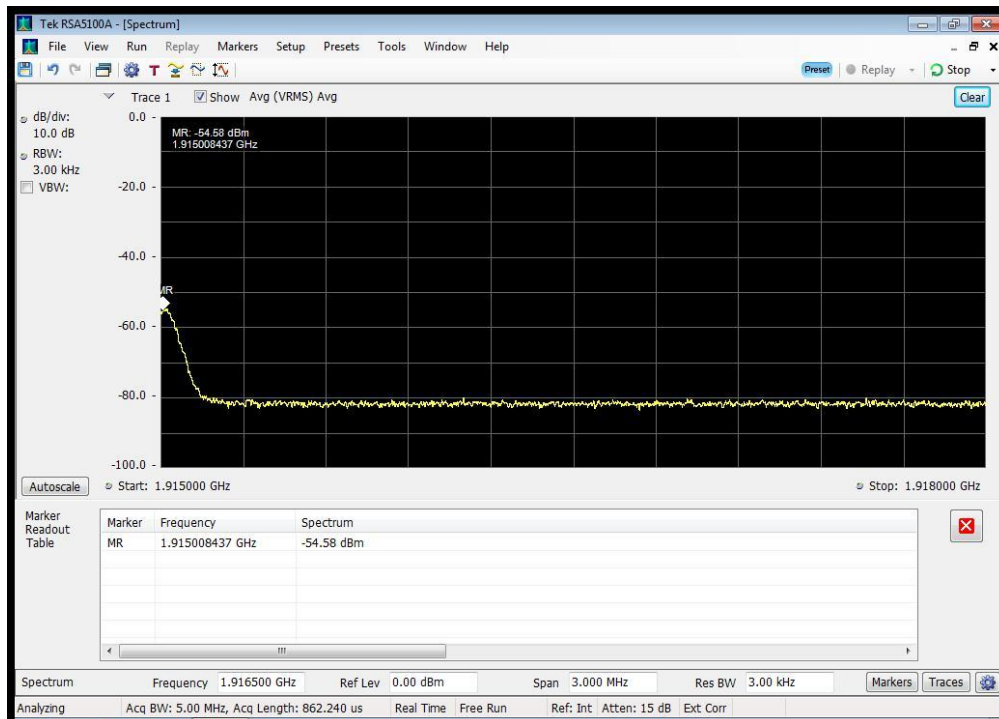 Tek RSA5100A - [Spectrum]
File View Run Replay Markers Setup Presets Tools Window Help
T Preset Replay Stop
Trace 1 Show Avg (VRMS) Avg Clear
dB/div:
10.0 dB
RBW:
3.00 kHz
VBW:
0.0
MR: -54.58 dBm
1.915008437 GHz
-20.0
-40.0
MR
-60.0
-80.0
-100.0
Autoscale Start: 1.915000 GHz Stop: 1.918000 GHz
Marker Readout Table
Marker Frequency Spectrum
MR 1.915008437 GHz -54.58 dBm
Spectrum Frequency 1.916500 GHz Ref Lev 0.00 dBm Span 3.000 MHz Res BW 3.00 kHz Markers Traces
Analyzing Acq BW: 5.00 MHz, Acq Length: 862.240 us Real Time Free Run Ref: Int Atten: 15 dB Ext Corr